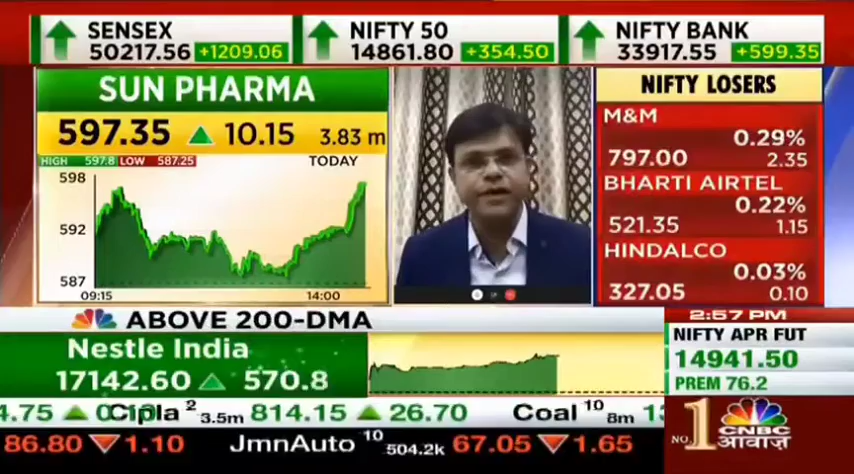 SENSEX
50217.56 +1209.06
NIFTY 50
14861.80 +354.50
NIFTY BANK
33917.55 +599.35
SUN PHARMA
597.35 10.15 3.83 m
HIGH 597.8 LOW 587.25 TODAY
598
592
587
09:15 14:00
NIFTY LOSERS
M&M
0.29%
797.00 2.35
BHARTI AIRTEL
0.22%
521.35 1.15
HINDALCO
0.03%
327.05 0.10
ABOVE 200-DMA
Nestle India
17142.60 570.8
2:57 PM
NIFTY APR FUT
14941.50
PREM 76.2
4.75 Cipla 2 3.5m 814.15 26.70 Coal 10 8m
86.80 1.10 JmnAuto 10 504.2k 67.05 1.65
NO. 1 CNBC
आवाज़